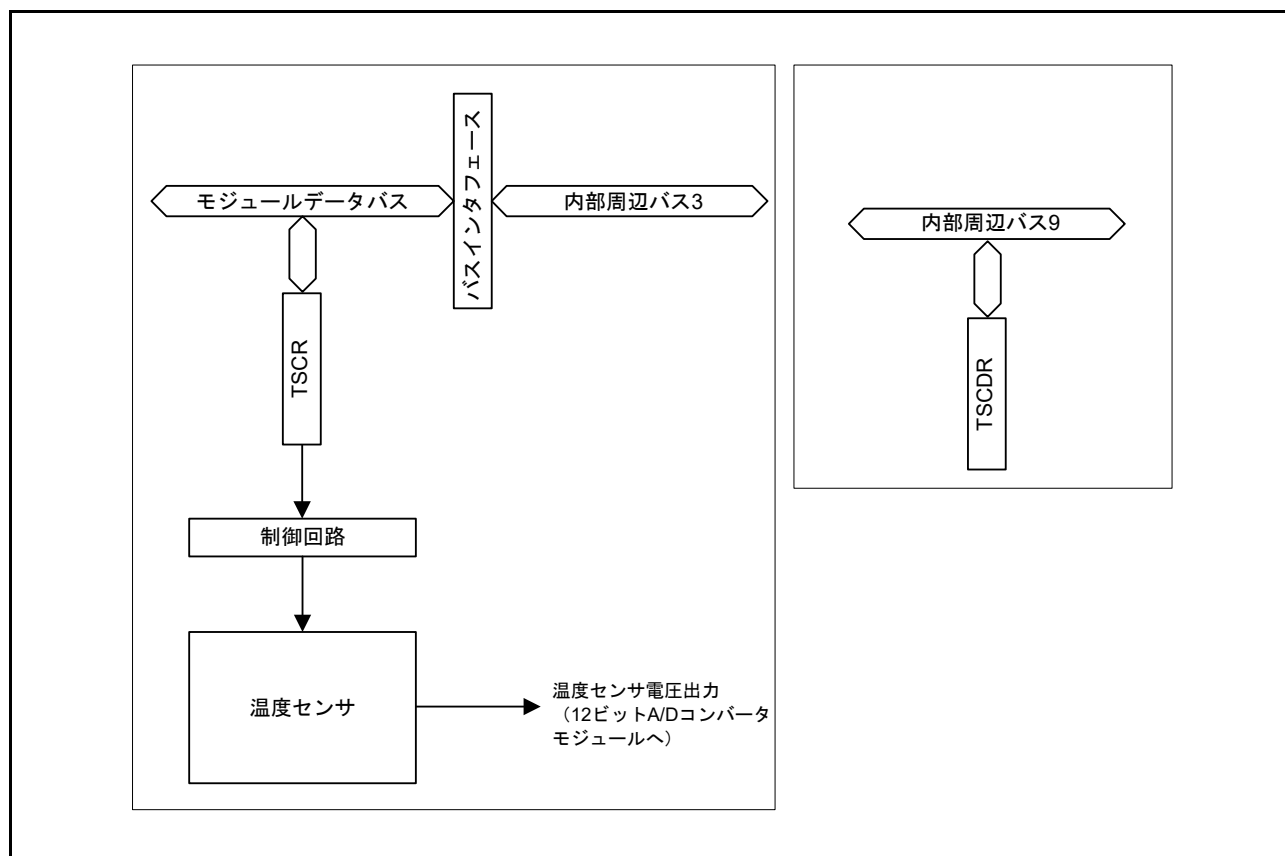 バスインタフェース
モジュールデータバス
内部周辺バス3
TSCR
制御回路
温度センサ
温度センサ電圧出力
（12ビットA/Dコンバータ
モジュールへ）
内部周辺バス9
TSCDR